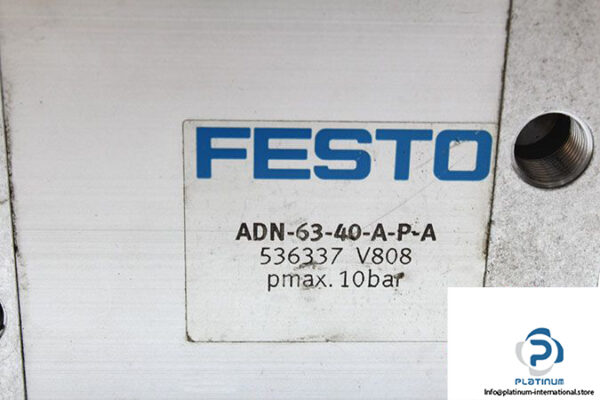 FESTO
ADN-63-40-A-P-A
536337 V808
pmax. 10bar
PLATINUM
Info@platinum-international.store